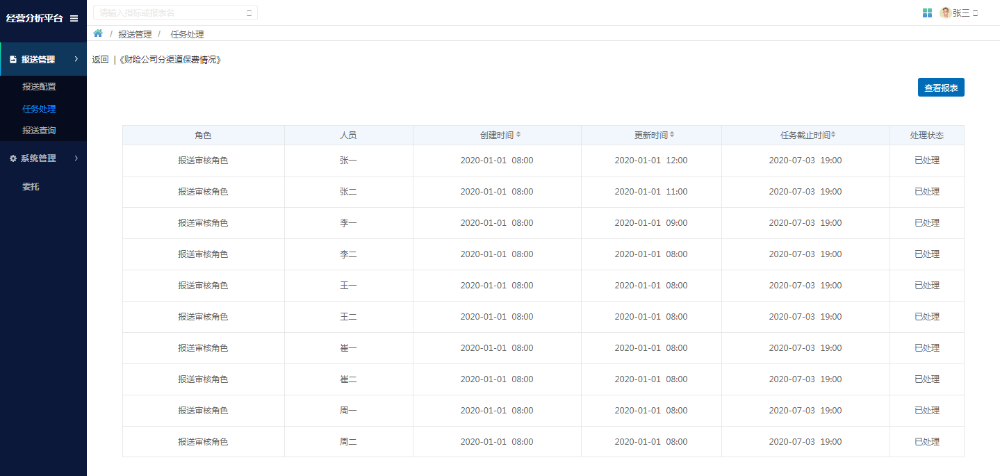 经营分析平台
请输入指标或报表名
张三
/ 报送管理 / 任务处理
报送管理
报送配置
任务处理
报送查询
系统管理
委托
返回 |《财险公司分渠道保费情况》
查看报表
角色 人员 创建时间 更新时间 任务截止时间 处理状态
报送审核角色 张一 2020-01-01 08:00 2020-01-01 12:00 2020-07-03 19:00 已处理
报送审核角色 张二 2020-01-01 08:00 2020-01-01 11:00 2020-07-03 19:00 已处理
报送审核角色 李一 2020-01-01 08:00 2020-01-01 09:00 2020-07-03 19:00 已处理
报送审核角色 李二 2020-01-01 08:00 2020-01-01 08:00 2020-07-03 19:00 已处理
报送审核角色 王一 2020-01-01 08:00 2020-01-01 08:00 2020-07-03 19:00 已处理
报送审核角色 王二 2020-01-01 08:00 2020-01-01 08:00 2020-07-03 19:00 已处理
报送审核角色 崔一 2020-01-01 08:00 2020-01-01 08:00 2020-07-03 19:00 已处理
报送审核角色 崔二 2020-01-01 08:00 2020-01-01 08:00 2020-07-03 19:00 已处理
报送审核角色 周一 2020-01-01 08:00 2020-01-01 08:00 2020-07-03 19:00 已处理
报送审核角色 周二 2020-01-01 08:00 2020-01-01 08:00 2020-07-03 19:00 已处理